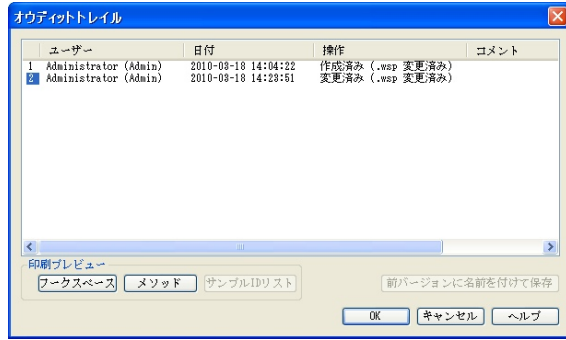 オウディットトレイル
ユーザー 日付 操作 コメント
1 Administrator (Admin) 2010-03-18 14:04:22 作成済み (.wsp 変更済み)
2 Administrator (Admin) 2010-03-18 14:23:51 変更済み (.wsp 変更済み)
印刷プレビュー
ワークスペース メソッド サンプルIDリスト 前バージョンに名前を付けて保存
OK キャンセル ヘルプ